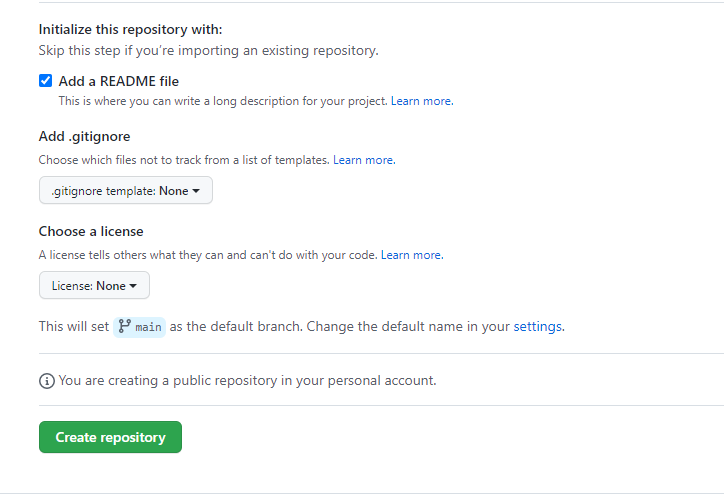 Initialize this repository with:
Skip this step if you're importing an existing repository.
Add a README file
This is where you can write a long description for your project. Learn more.
Add .gitignore
Choose which files not to track from a list of templates. Learn more.
.gitignore template: None
Choose a license
A license tells others what they can and can't do with your code. Learn more.
License: None
This will set main as the default branch. Change the default name in your settings.
You are creating a public repository in your personal account.
Create repository